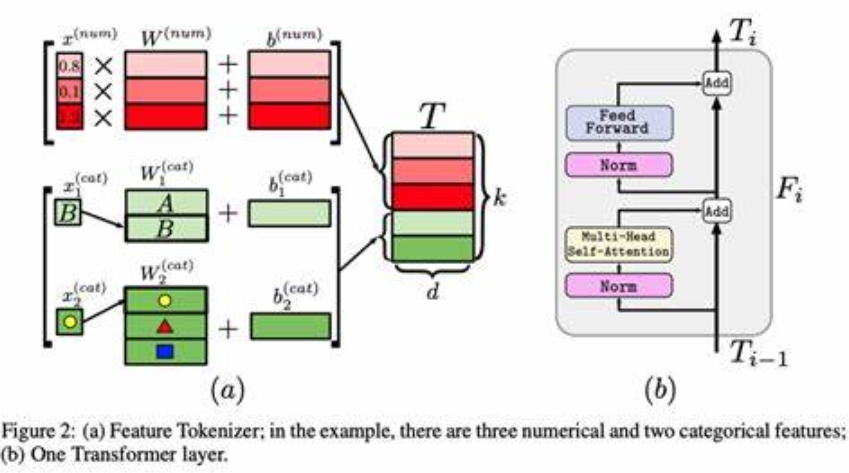 x^(num) W^(num) b^(num)
0.8 × +
0.1 × +
× +
x_1^(cat) W_1^(cat) b_1^(cat)
B A +
B
x_2^(cat) W_2^(cat) b_2^(cat)
+
T
k
d
(a)
T_i
Add
Feed
Forward
Norm
F_i
Add
Multi-Head
Self-Attention
Norm
T_{i-1}
(b)
Figure 2: (a) Feature Tokenizer; in the example, there are three numerical and two categorical features;
(b) One Transformer layer.